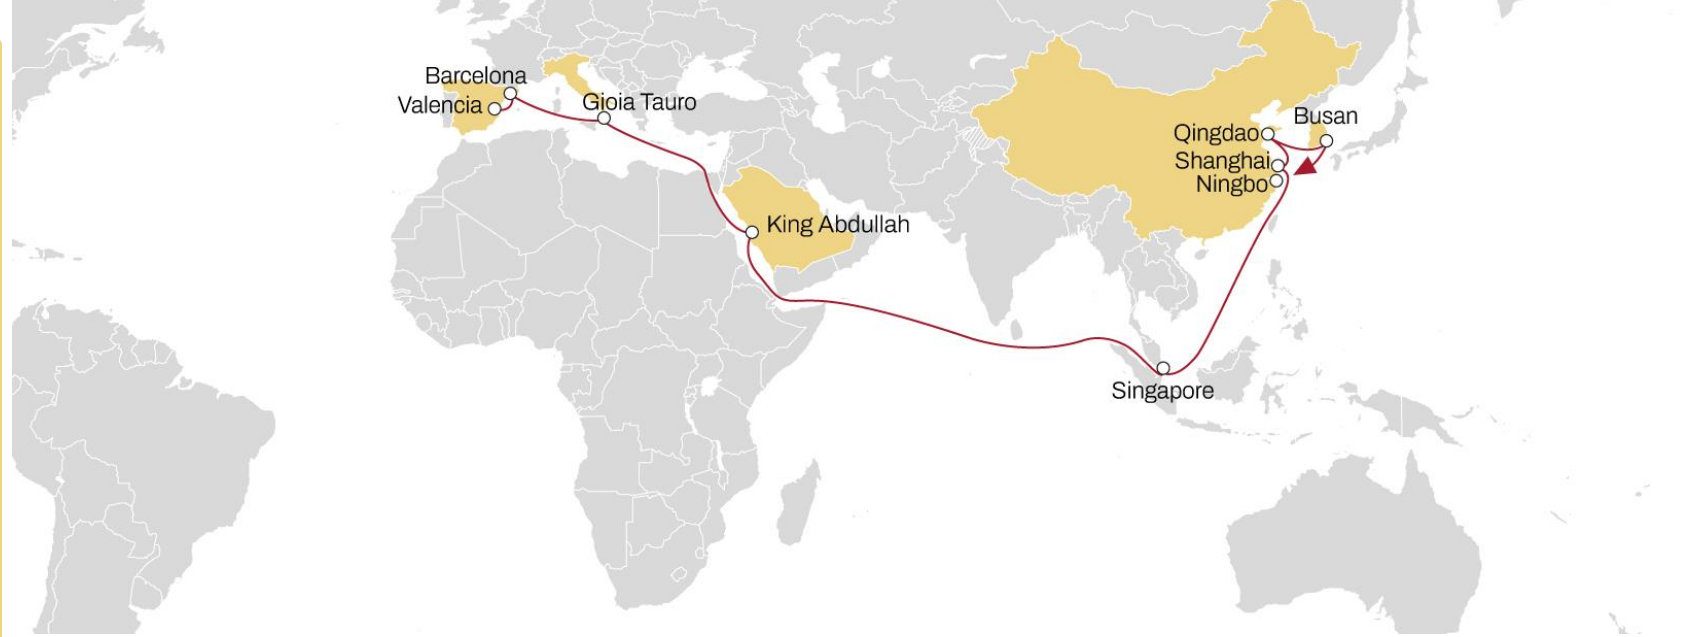 Barcelona
Valencia
Gioia Tauro
Busan
Qingdao
Shanghai
Ningbo
King Abdullah
Singapore